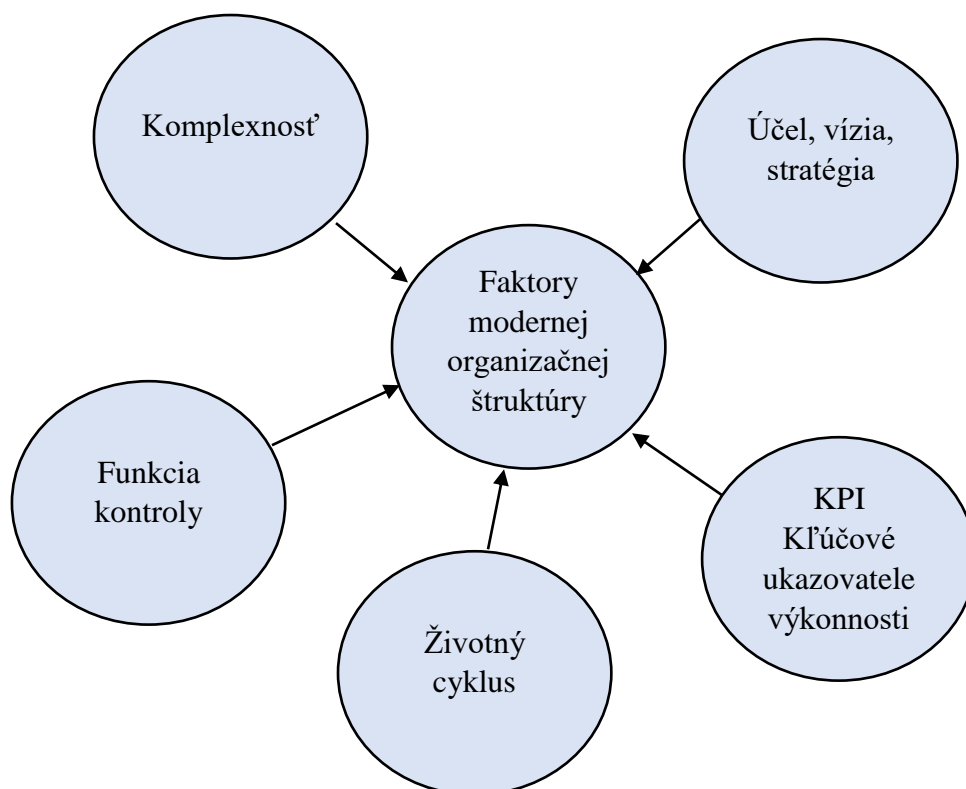 Komplexnosť
Účel, vízia,
stratégia
Faktory
modernej
organizačnej
štruktúry
Funkcia
kontroly
KPI
Kľúčové
ukazovatele
výkonnosti
Životný
cyklus